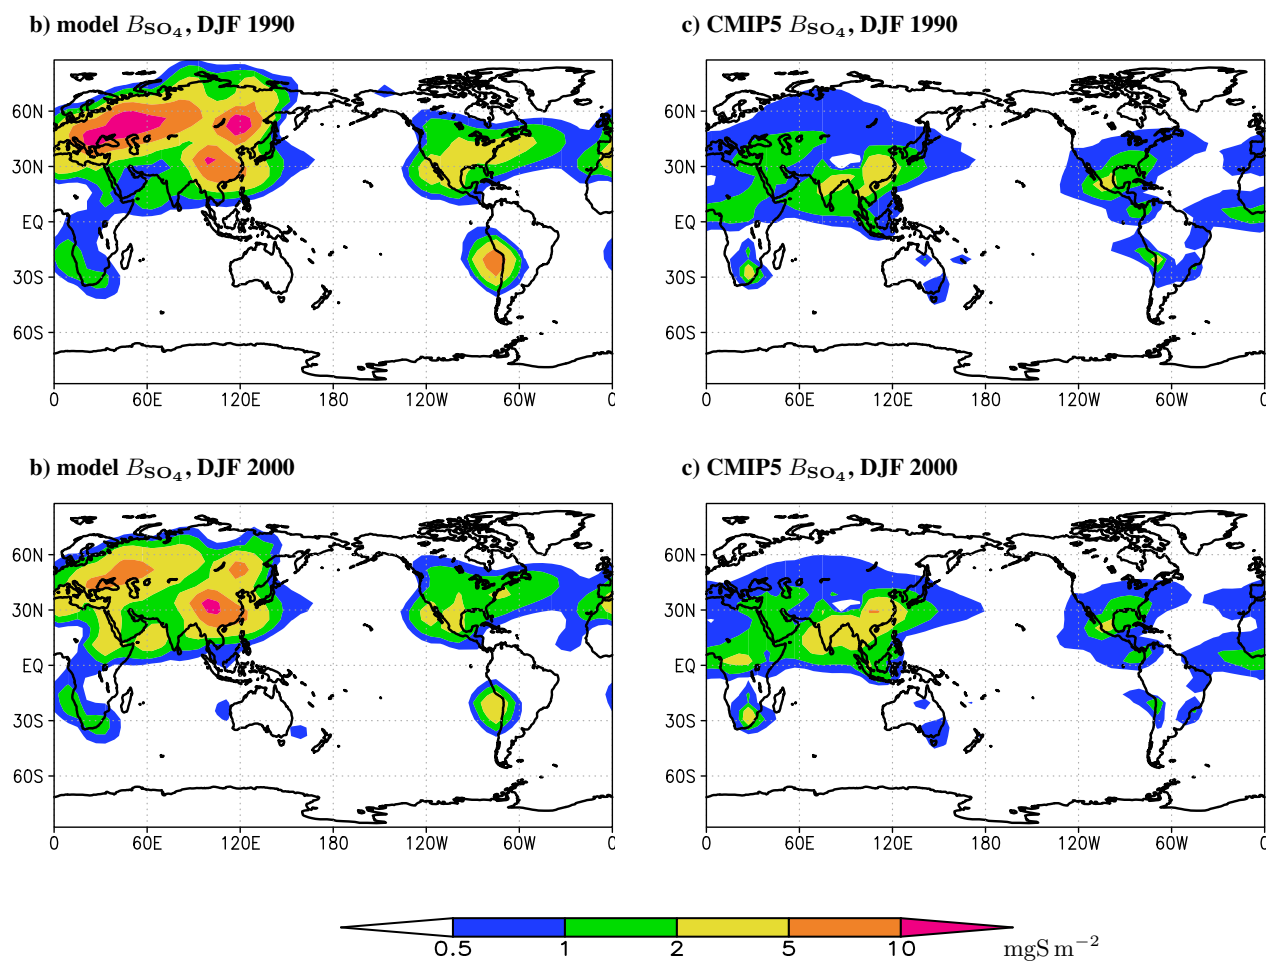 b) model B_SO4, DJF 1990
c) CMIP5 B_SO4, DJF 1990
60N
30N
EQ
30S
60S
0 60E 120E 180 120W 60W 0
60N
30N
EQ
30S
60S
0 60E 120E 180 120W 60W 0
b) model B_SO4, DJF 2000
c) CMIP5 B_SO4, DJF 2000
60N
30N
EQ
30S
60S
0 60E 120E 180 120W 60W 0
60N
30N
EQ
30S
60S
0 60E 120E 180 120W 60W 0
0.5 1 2 5 10 mgS m−2